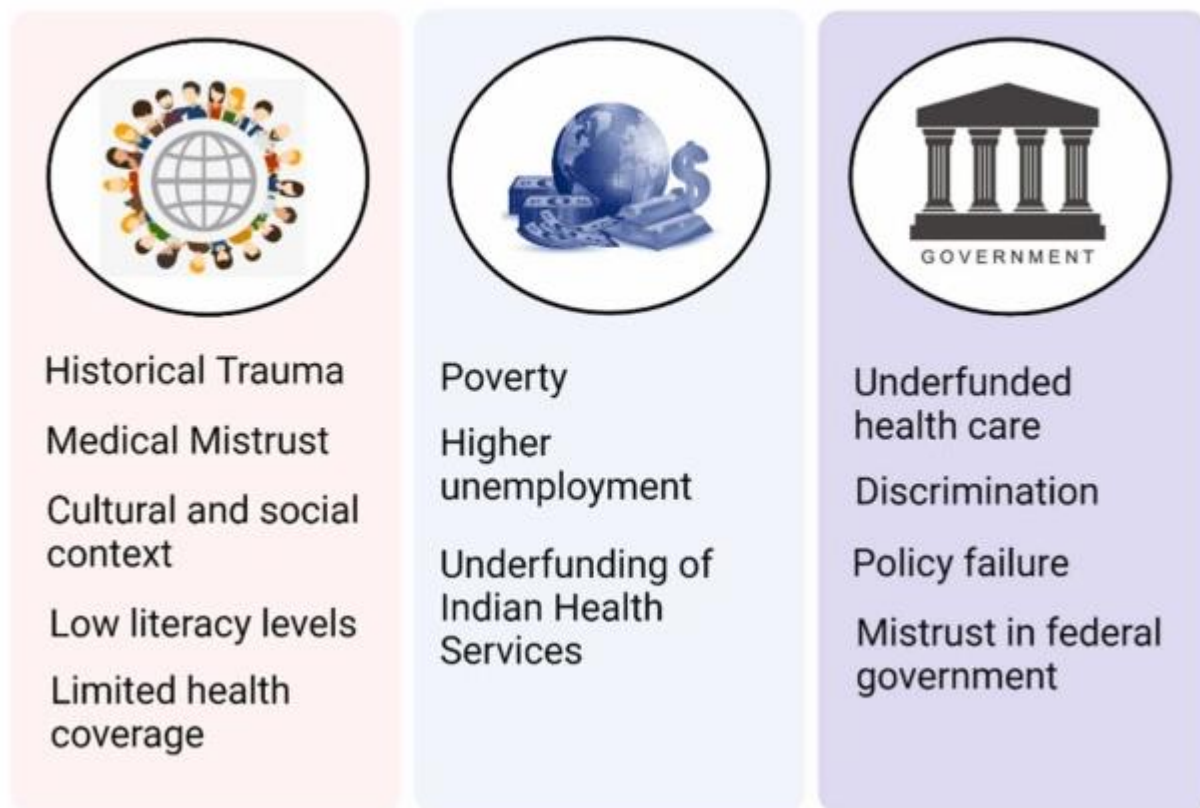 Historical Trauma
Medical Mistrust
Cultural and social
context
Low literacy levels
Limited health
coverage
Poverty
Higher
unemployment
Underfunding of
Indian Health
Services
GOVERNMENT
Underfunded
health care
Discrimination
Policy failure
Mistrust in federal
government